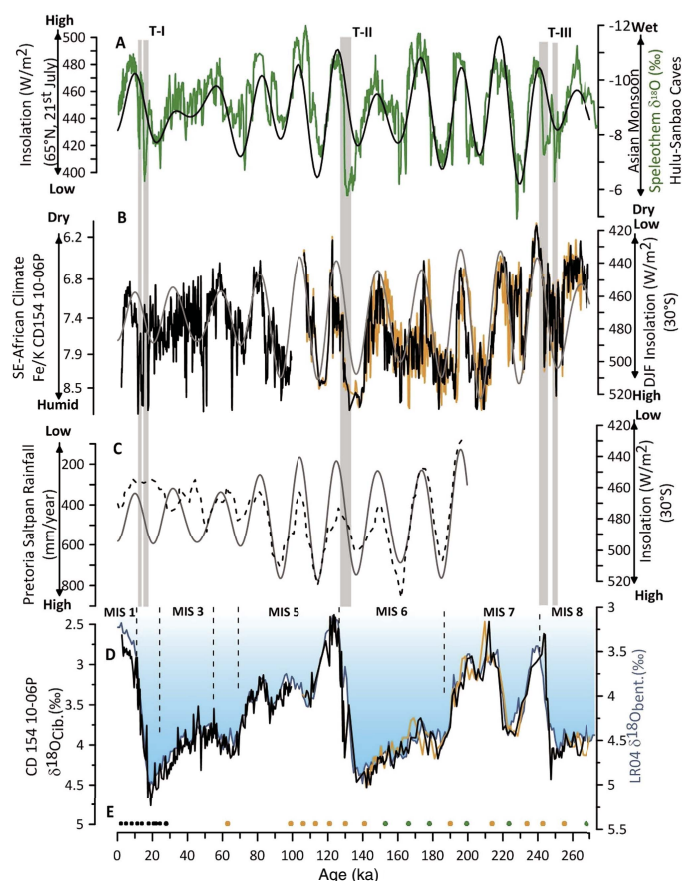 High
T-I
T-II
T-III
Wet
A
500
480
460
440
420
400
Insolation (W/m²)
(65°N, 21st July)
Low
-12
-10
-8
-6
Asian Monsoon
Speleothem δ18O (‰)
Hulu-Sanbao Caves
Dry
Dry
Low
B
6.2
6.8
7.4
7.9
8.5
SE-African Climate
Fe/K CD154 10-06P
Humid
420
440
460
480
500
520
DJF Insolation (W/m²)
(30°S)
High
Low
Low
C
200
400
600
800
Pretoria Saltpan Rainfall
(mm/year)
High
420
440
460
480
500
520
Insolation (W/m²)
(30°S)
High
MIS 1
MIS 3
MIS 5
MIS 6
MIS 7
MIS 8
D
2.5
3
3.5
4
4.5
5
CD 154 10-06P
δ18OCib.(‰)
3
3.5
4
4.5
5
5.5
LR04 δ18Obent.(‰)
E
0 20 40 60 80 100 120 140 160 180 200 220 240 260
Age (ka)